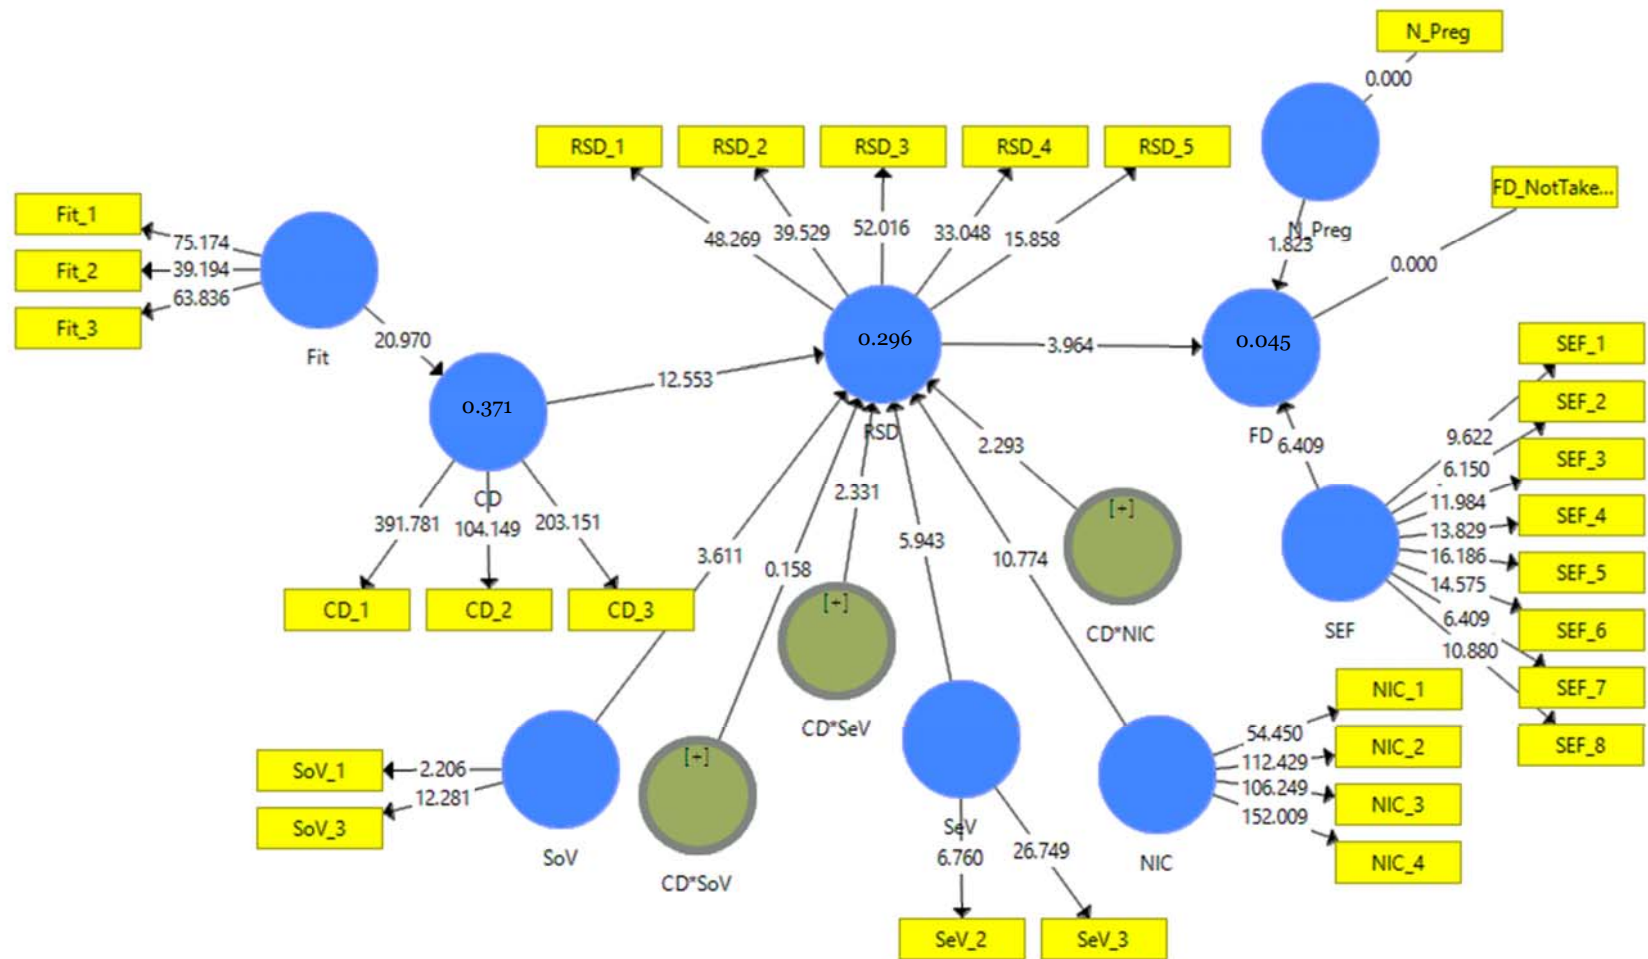 N_Preg
0.000
RSD_1
RSD_2
RSD_3
RSD_4
RSD_5
FD_NotTake...
Fit_1
Fit_2
Fit_3
75.174
39.194
63.836
Fit
20.970
48.269
39.529
52.016
33.048
15.858
N_Preg
1.823
0.000
0.296
RSD
3.964
0.045
FD
6.409
0.371
CD
12.553
391.781
104.149
203.151
CD_1
CD_2
CD_3
3.611
0.158
2.331
5.943
10.774
2.293
[+]
CD*NIC
[+]
CD*SeV
[+]
CD*SoV
SEF
9.622
6.150
11.984
13.829
16.186
14.575
6.409
10.880
SEF_1
SEF_2
SEF_3
SEF_4
SEF_5
SEF_6
SEF_7
SEF_8
SoV_1
SoV_3
2.206
12.281
SoV
SeV
6.760
26.749
SeV_2
SeV_3
NIC
54.450
112.429
106.249
152.009
NIC_1
NIC_2
NIC_3
NIC_4